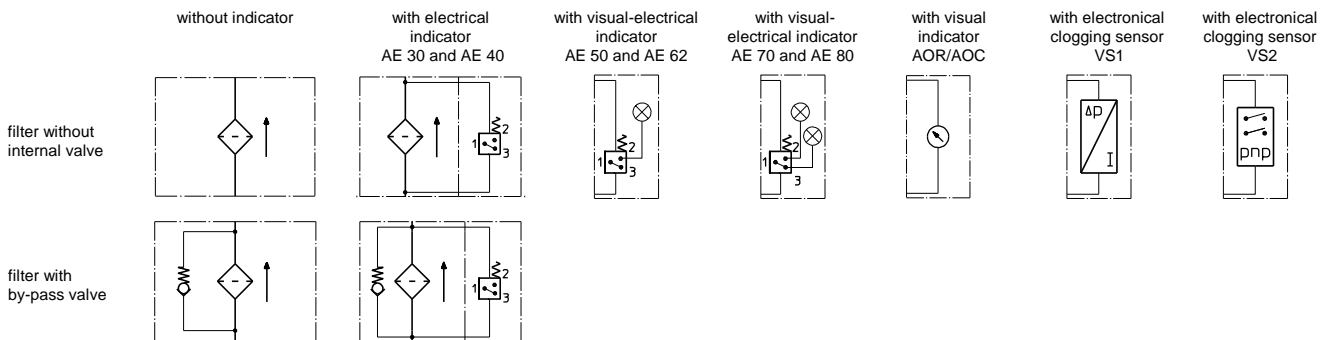 without indicator
with electrical
indicator
AE 30 and AE 40
with visual-electrical
indicator
AE 50 and AE 62
with visual-
electrical indicator
AE 70 and AE 80
with visual
indicator
AOR/AOC
with electronical
clogging sensor
VS1
with electronical
clogging sensor
VS2
filter without
internal valve
1
2
3
1
2
3
1
2
3
Δp
I
pnp
filter with
by-pass valve
1
2
3